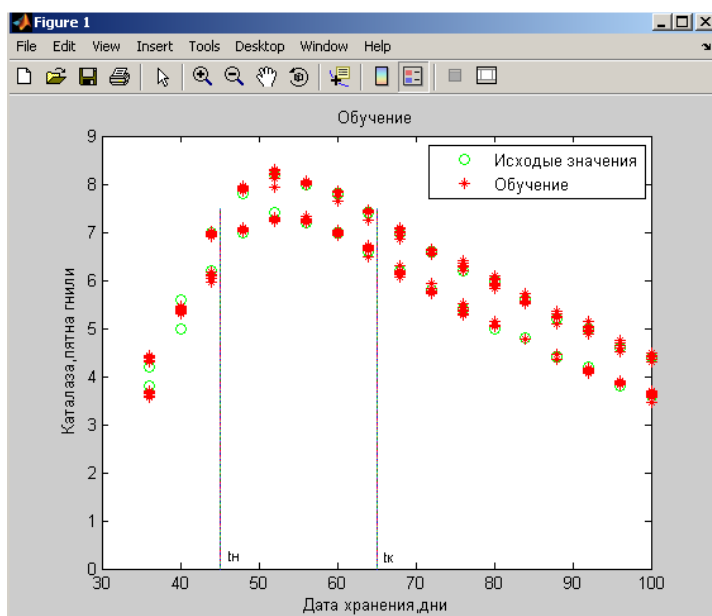 Figure 1
File Edit View Insert Tools Desktop Window Help
Обучение
Исходые значения
Обучение
Каталаза,пятна гнили
9
8
7
6
5
4
3
2
1
0
tн
tк
30 40 50 60 70 80 90 100
Дата хранения,дни